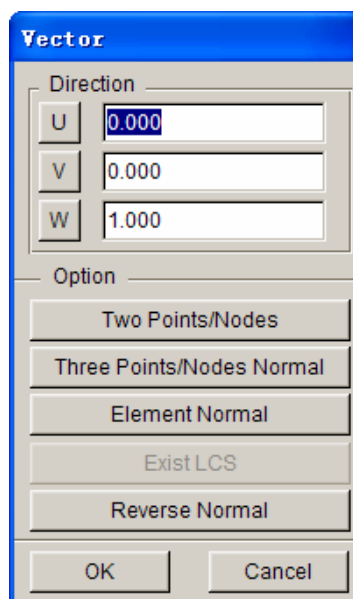 Vector
Direction
U 0.000
V 0.000
W 1.000
Option
Two Points/Nodes
Three Points/Nodes Normal
Element Normal
Exist LCS
Reverse Normal
OK Cancel